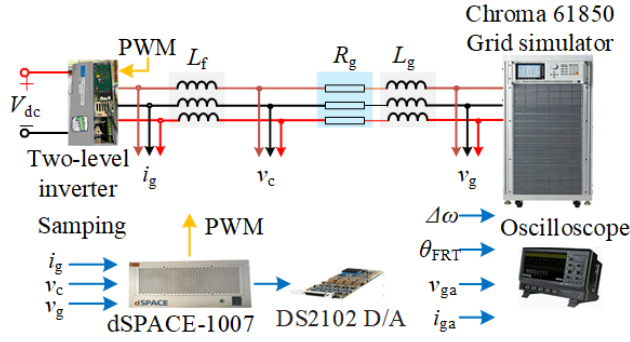 Chroma 61850
Grid simulator
PWM
Lf
Rg
Lg
+
Vdc
−
Two-level
inverter
ig
vc
vg
Samping
PWM
Δω
Oscilloscope
ig
θFRT
vc
vga
vg
dSPACE
dSPACE-1007
DS2102 D/A
iga